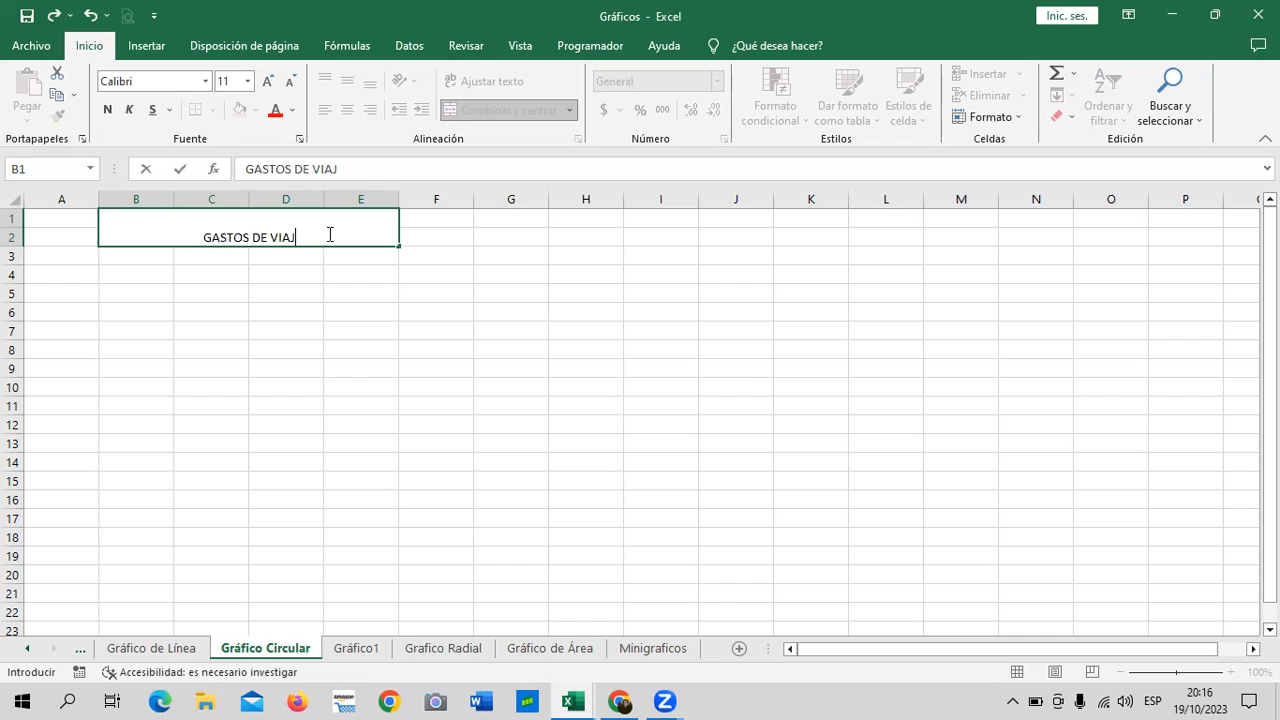 Gráficos - Excel
Inic. ses.
Archivo Inicio Insertar Disposición de página Fórmulas Datos Revisar Vista Programador Ayuda ¿Qué desea hacer?
Pegar
Calibri 11
N K S
A
Ajustar texto
Combinar y centrar
General
$ % 000
Formato condicional
Dar formato como tabla
Estilos de celda
Insertar
Eliminar
Formato
Ordenar y filtrar
Buscar y seleccionar
Portapapeles Fuente Alineación Número Estilos Celdas Edición
B1 fx GASTOS DE VIAJ
A B C D E F G H I J K L M N O P
1
GASTOS DE VIAJ
2
3
4
5
6
7
8
9
10
11
12
13
14
15
16
17
18
19
20
21
22
23
... Gráfico de Línea Gráfico Circular Gráfico1 Grafico Radial Gráfico de Área Minigraficos
Introducir Accesibilidad: es necesario investigar 100%
ESP
20:16
19/10/2023